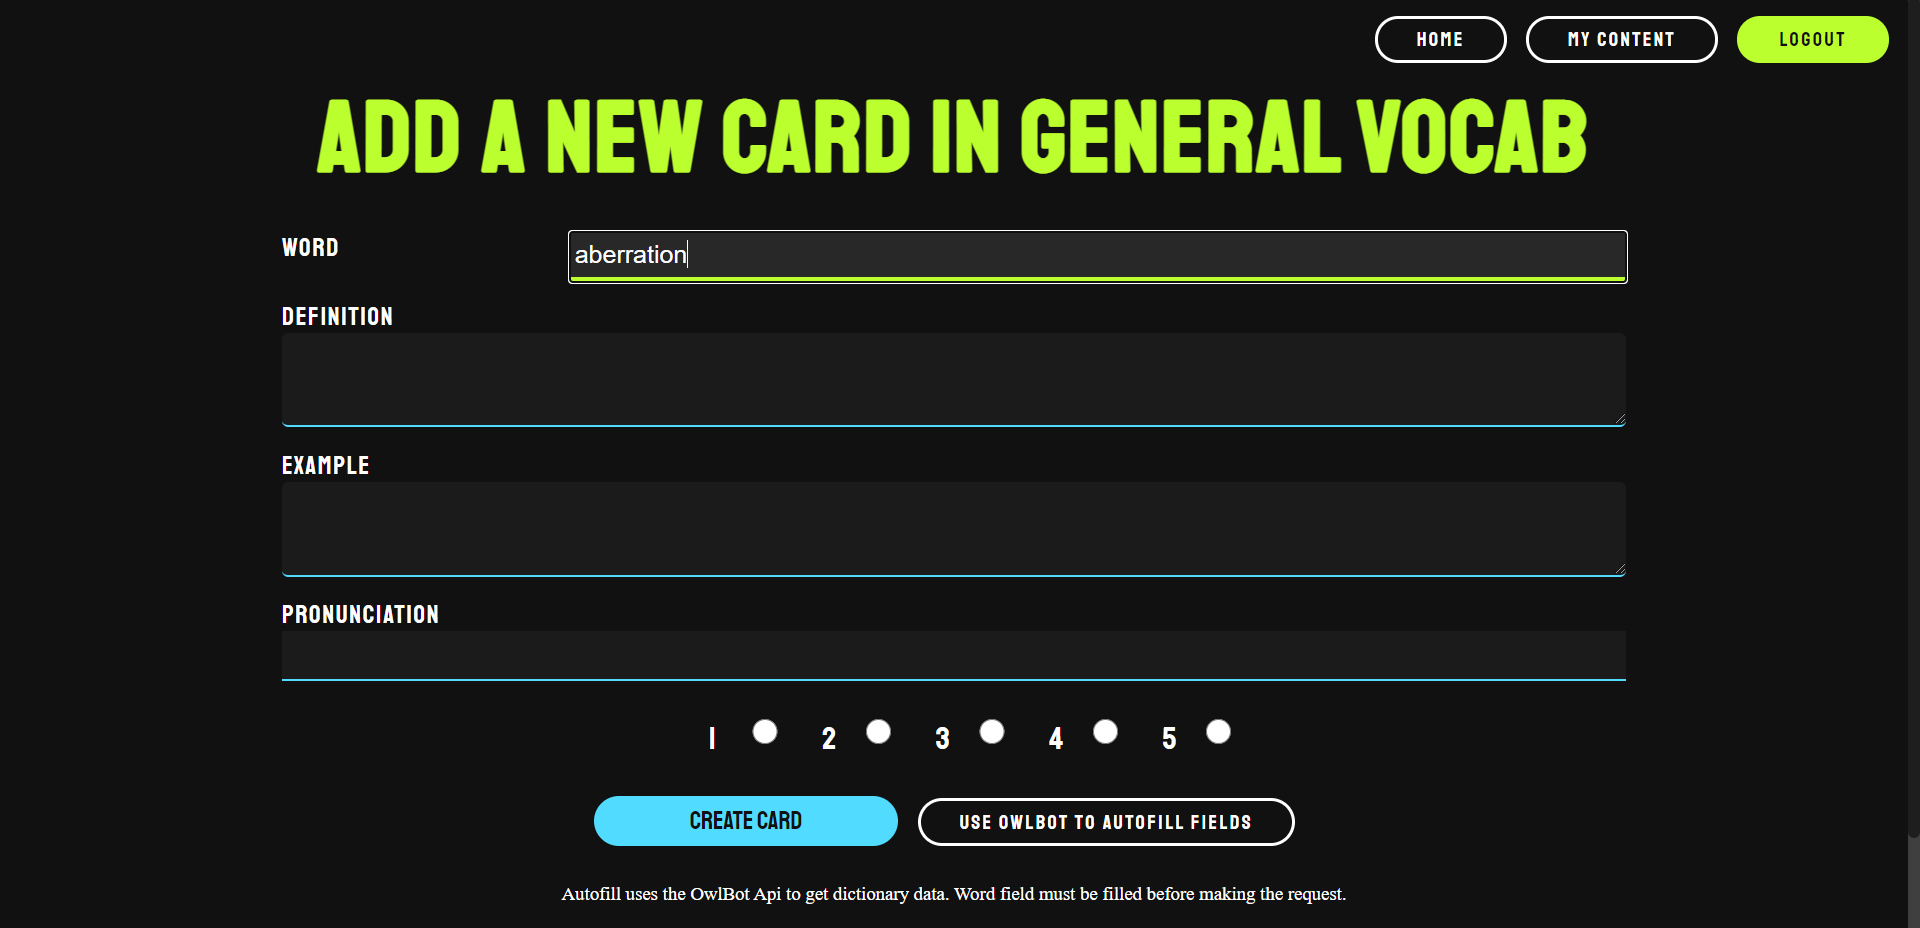 HOME MY CONTENT LOGOUT
ADD A NEW CARD IN GENERAL VOCAB
WORD aberration
DEFINITION
EXAMPLE
PRONUNCIATION
1 2 3 4 5
CREATE CARD USE OWLBOT TO AUTOFILL FIELDS
Autofill uses the OwlBot Api to get dictionary data. Word field must be filled before making the request.